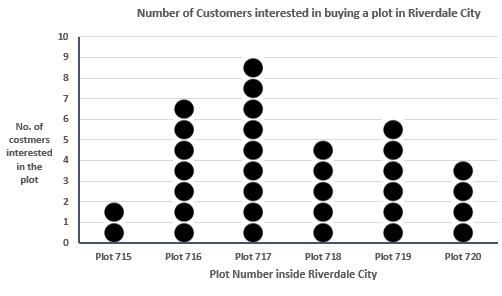 Number of Customers interested in buying a plot in Riverdale City
10
9
8
7
6
5
4
3
2
1
0
No. of
costmers
interested
in the
plot
Plot 715 Plot 716 Plot 717 Plot 718 Plot 719 Plot 720
Plot Number inside Riverdale City